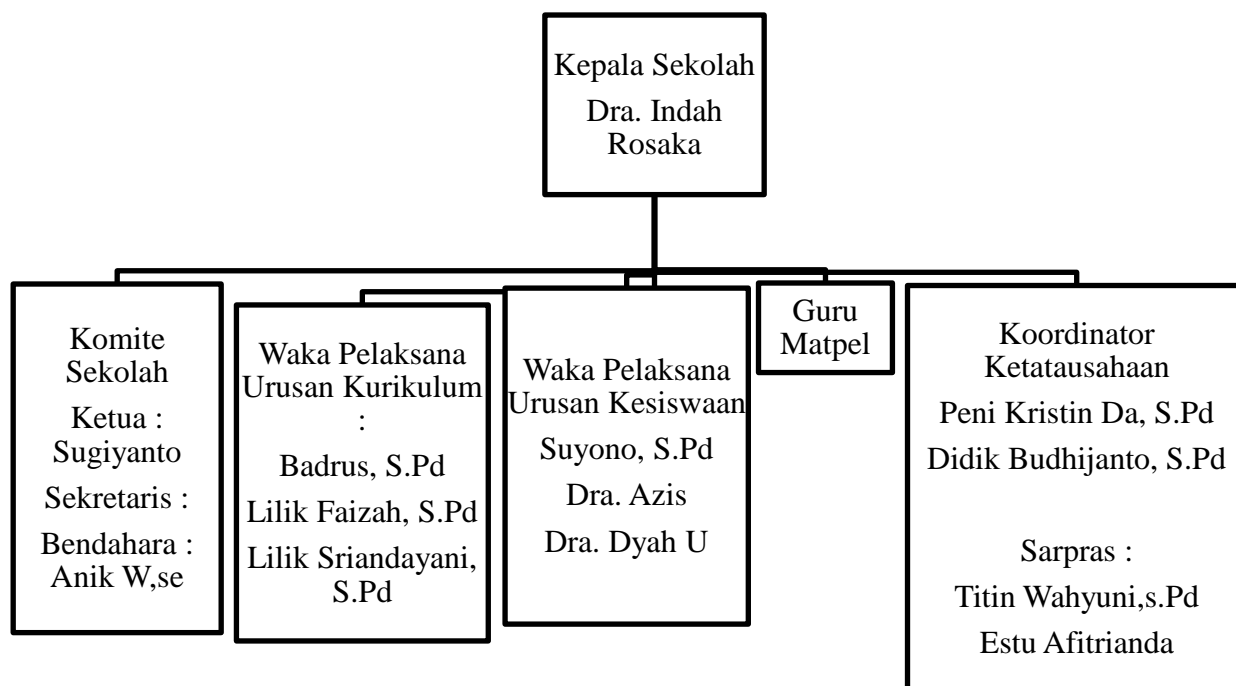 Kepala Sekolah
Dra. Indah
Rosaka
Komite
Sekolah
Ketua :
Sugiyanto
Sekretaris :
Bendahara :
Anik W,se
Waka Pelaksana
Urusan Kurikulum
:
Badrus, S.Pd
Lilik Faizah, S.Pd
Lilik Sriandayani,
S.Pd
Waka Pelaksana
Urusan Kesiswaan
Suyono, S.Pd
Dra. Azis
Dra. Dyah U
Guru
Matpel
Koordinator
Ketatausahaan
Peni Kristin Da, S.Pd
Didik Budhijanto, S.Pd
Sarpras :
Titin Wahyuni,s.Pd
Estu Afitrianda